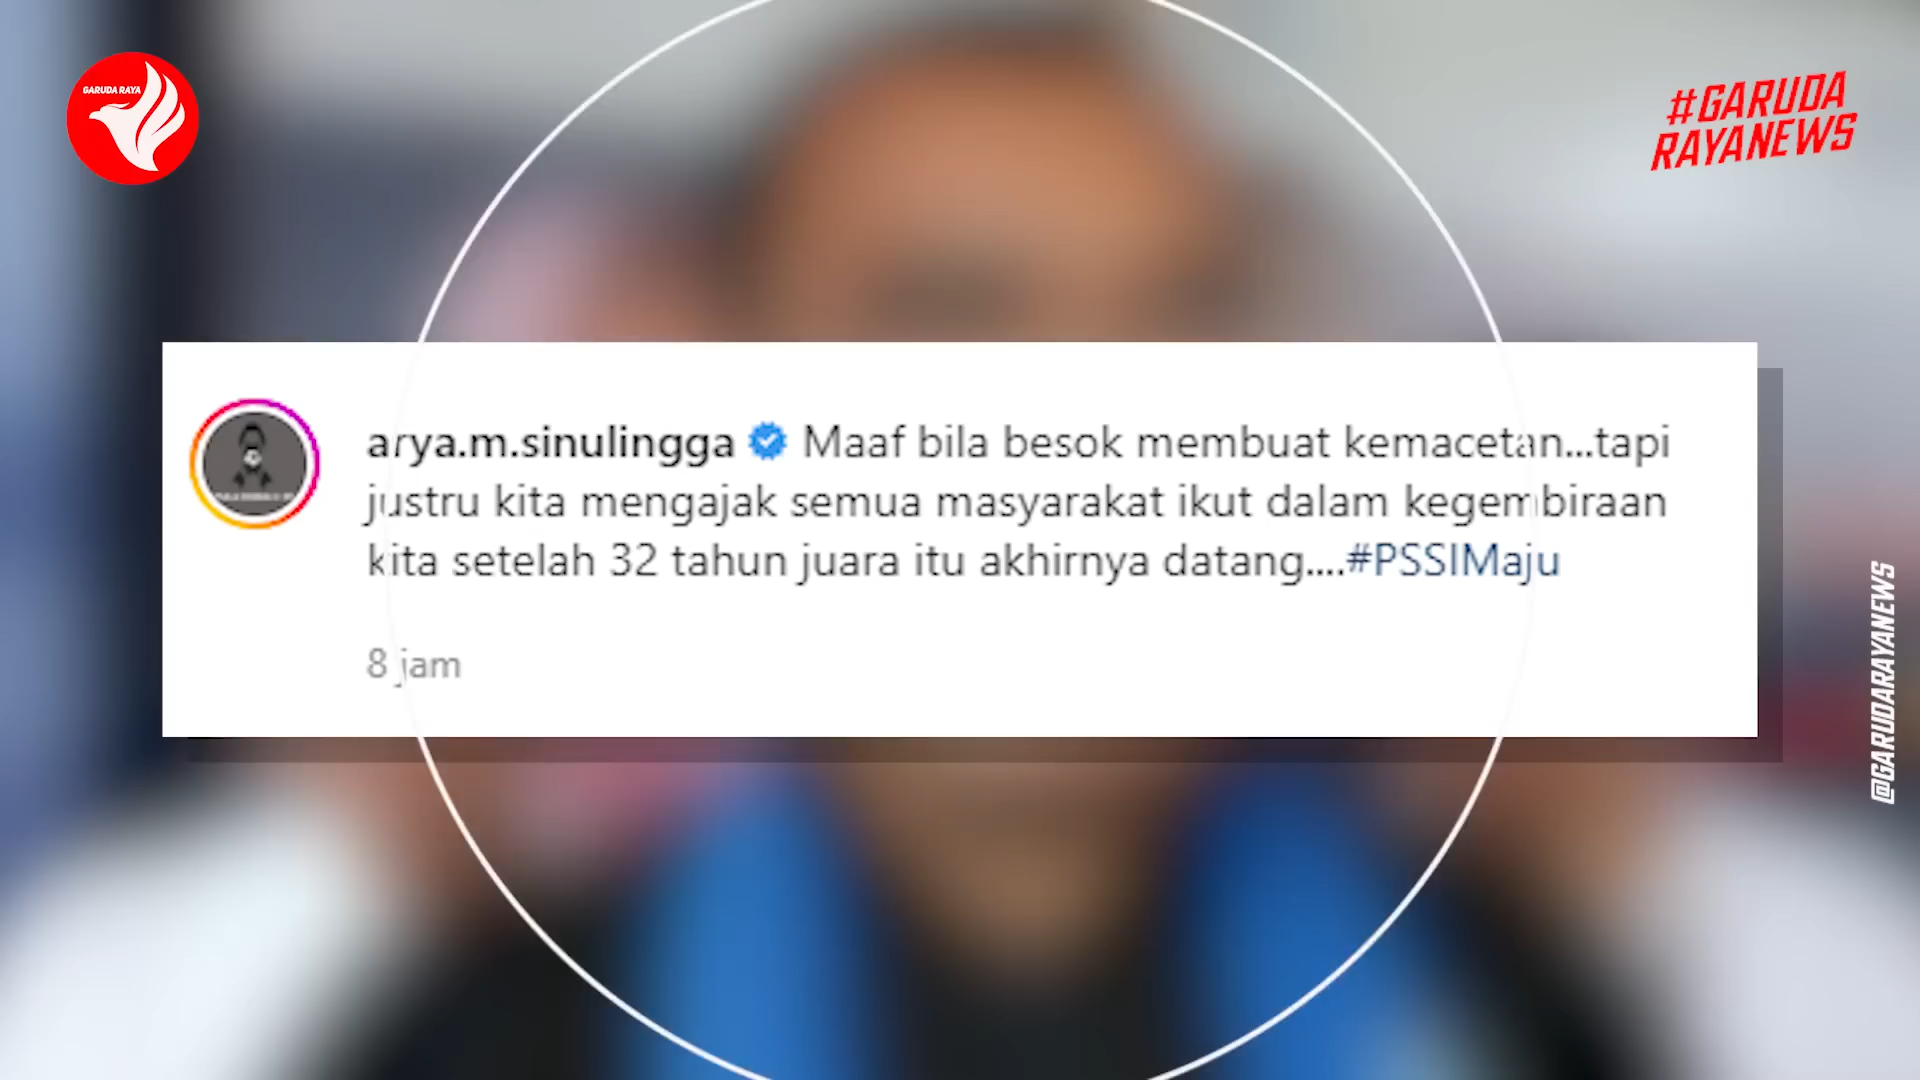 GARUDA RAYA
#GARUDA
RAYANEWS
arya.m.sinulingga Maaf bila besok membuat kemacetan...tapi
justru kita mengajak semua masyarakat ikut dalam kegembiraan
kita setelah 32 tahun juara itu akhirnya datang....#PSSIMaju
8 jam
@GARUDARAYANEWS